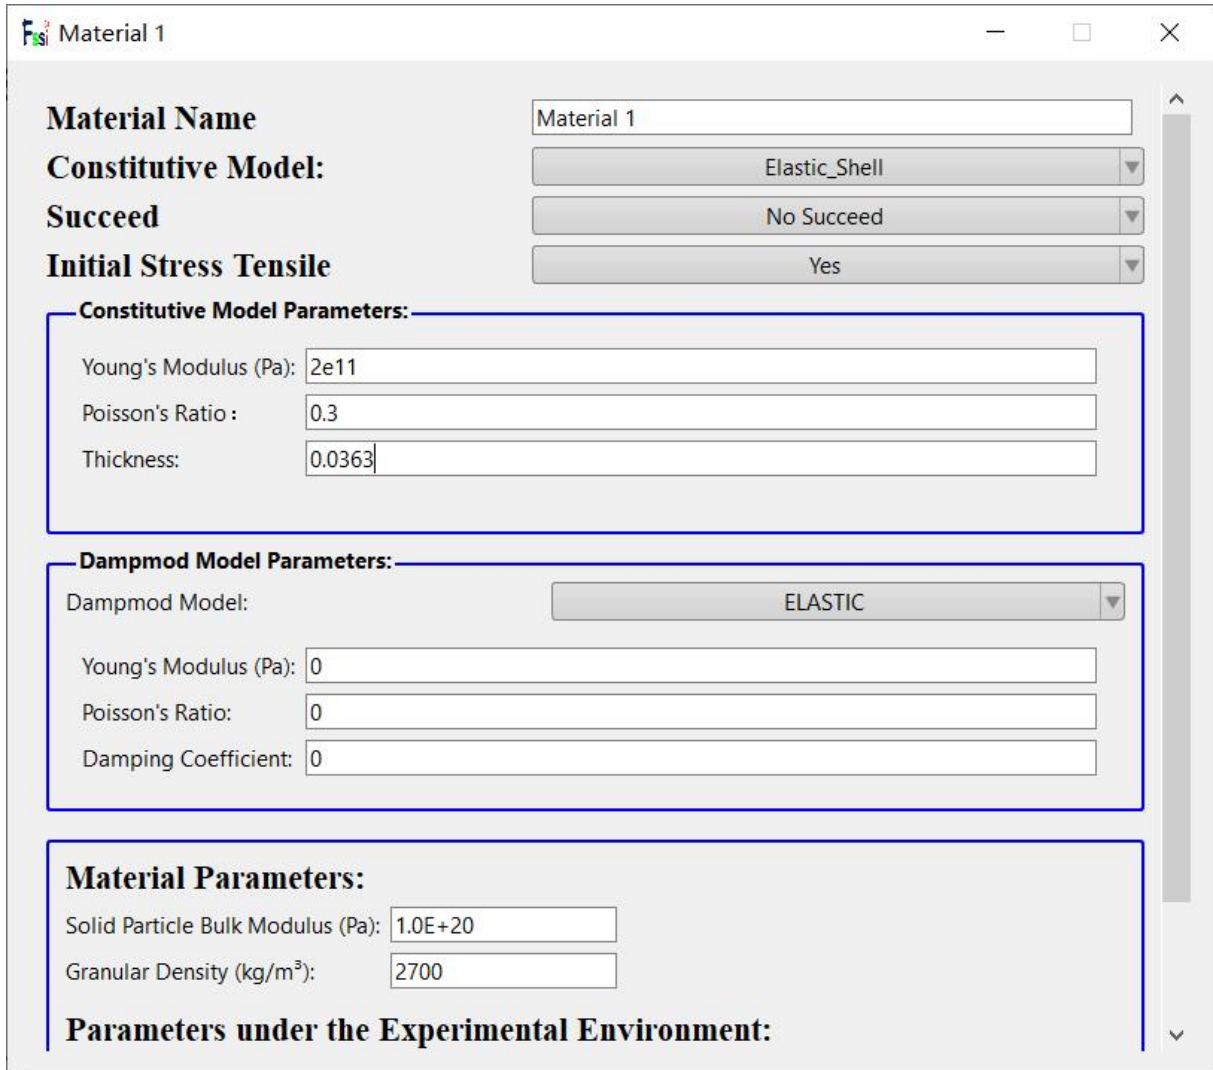 Fssi Material 1
Material Name Material 1
Constitutive Model: Elastic_Shell
Succeed No Succeed
Initial Stress Tensile Yes
Constitutive Model Parameters:
Young's Modulus (Pa): 2e11
Poisson's Ratio： 0.3
Thickness: 0.0363
Dampmod Model Parameters:
Dampmod Model: ELASTIC
Young's Modulus (Pa): 0
Poisson's Ratio: 0
Damping Coefficient: 0
Material Parameters:
Solid Particle Bulk Modulus (Pa): 1.0E+20
Granular Density (kg/m³): 2700
Parameters under the Experimental Environment: